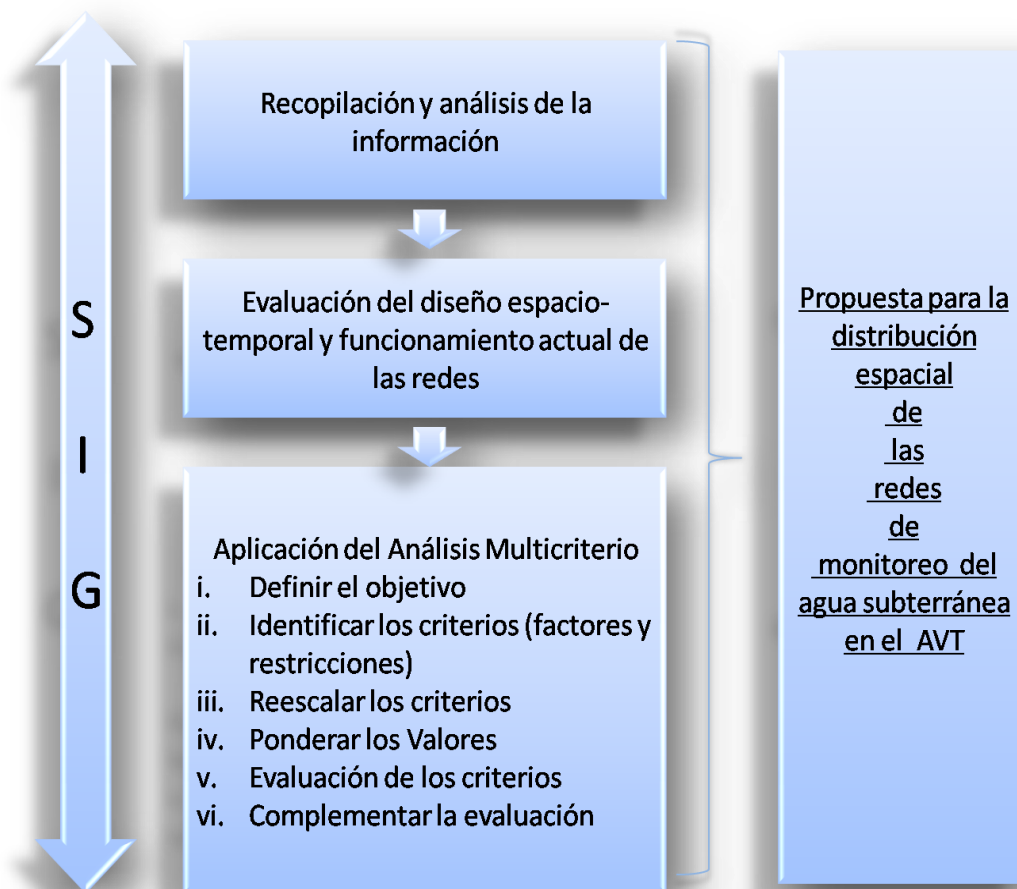 S
I
G
Recopilación y análisis de la
información
Evaluación del diseño espacio-
temporal y funcionamiento actual de
las redes
Aplicación del Análisis Multicriterio
i. Definir el objetivo
ii. Identificar los criterios (factores y
restricciones)
iii. Reescalar los criterios
iv. Ponderar los Valores
v. Evaluación de los criterios
vi. Complementar la evaluación
Propuesta para la
distribución
espacial
de
las
redes
de
monitoreo del
agua subterránea
en el AVT